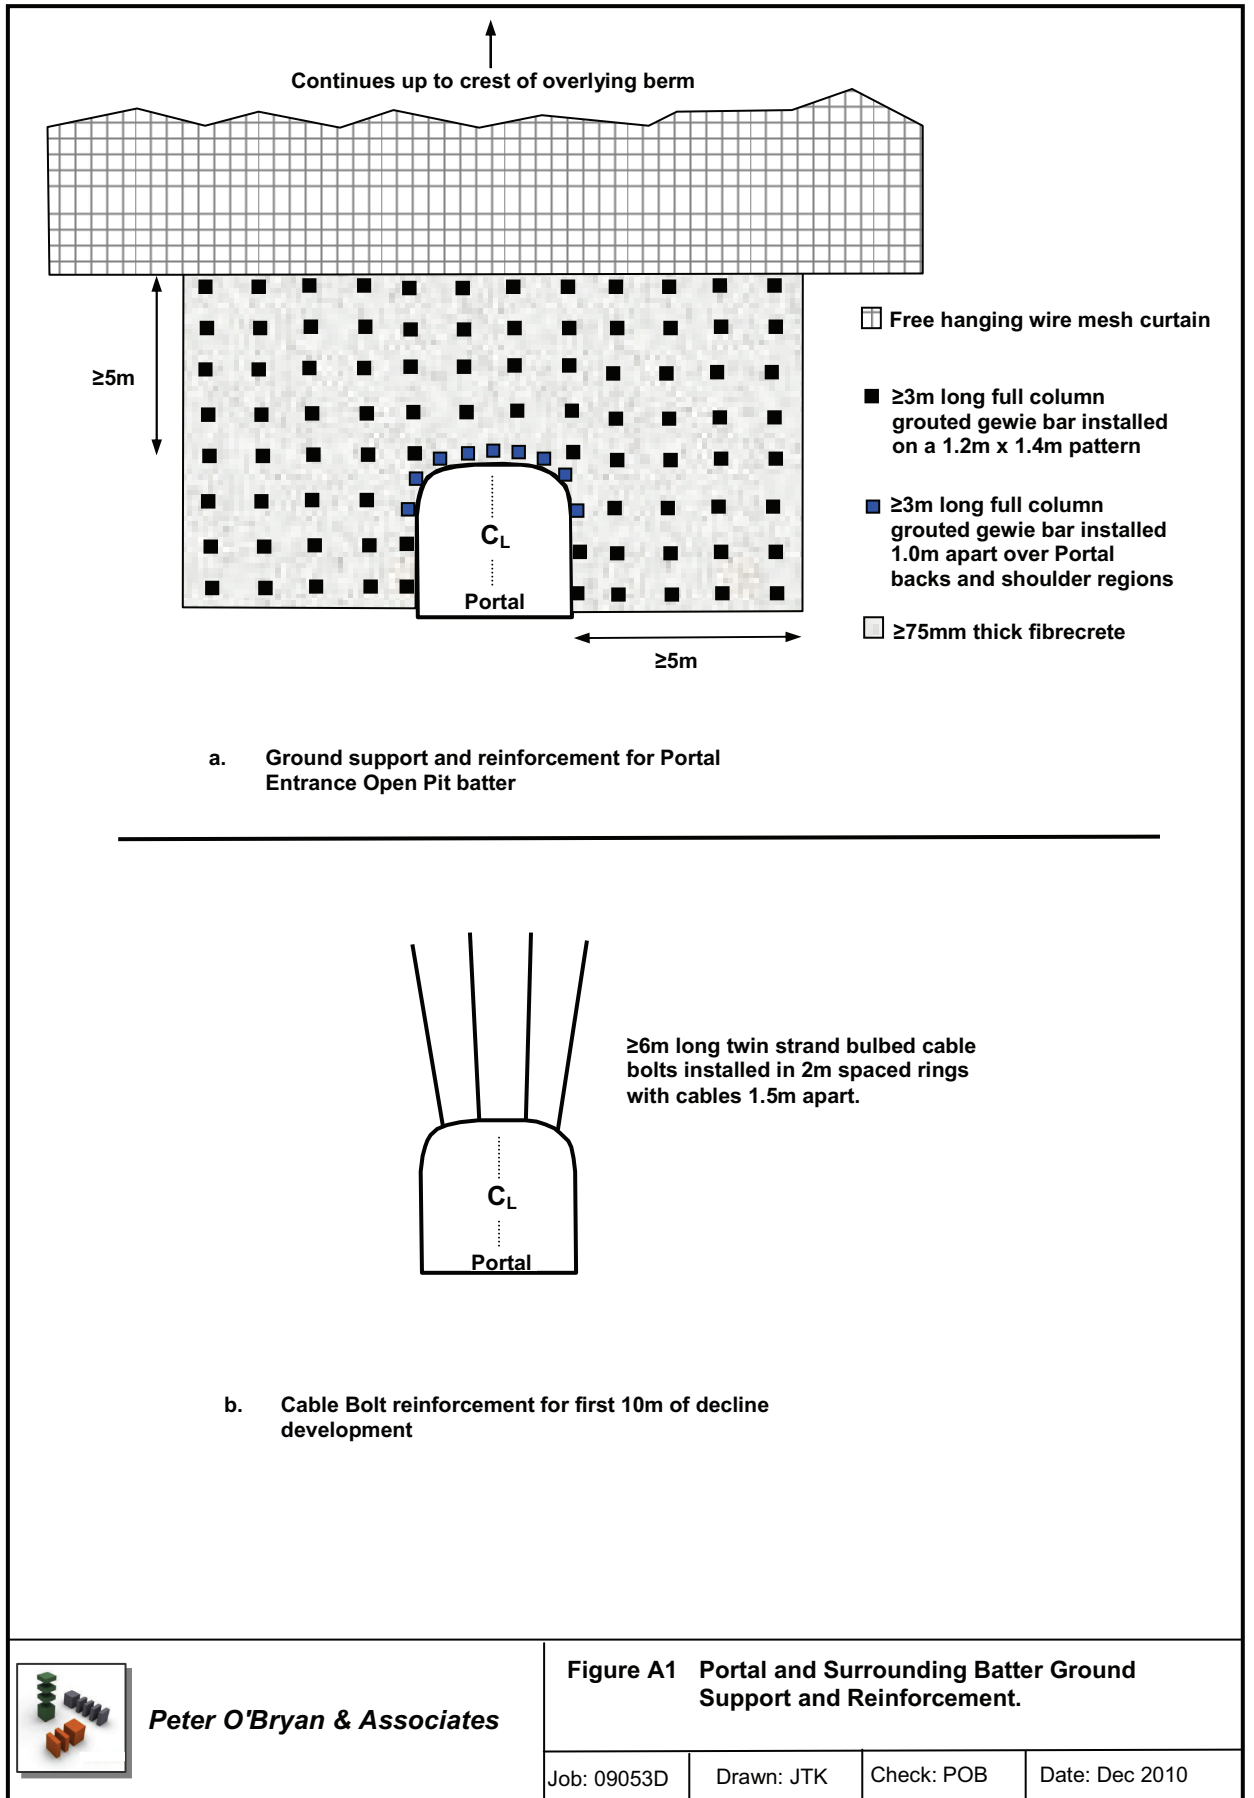 Continues up to crest of overlying berm
≥5m
Free hanging wire mesh curtain
≥3m long full column
grouted gewie bar installed
on a 1.2m x 1.4m pattern
≥3m long full column
grouted gewie bar installed
1.0m apart over Portal
backs and shoulder regions
≥75mm thick fibrecrete
CL
Portal
≥5m
a. Ground support and reinforcement for Portal
Entrance Open Pit batter
≥6m long twin strand bulbed cable
bolts installed in 2m spaced rings
with cables 1.5m apart.
CL
Portal
b. Cable Bolt reinforcement for first 10m of decline
development
Peter O'Bryan & Associates
Figure A1 Portal and Surrounding Batter Ground
Support and Reinforcement.
Job: 09053D
Drawn: JTK
Check: POB
Date: Dec 2010